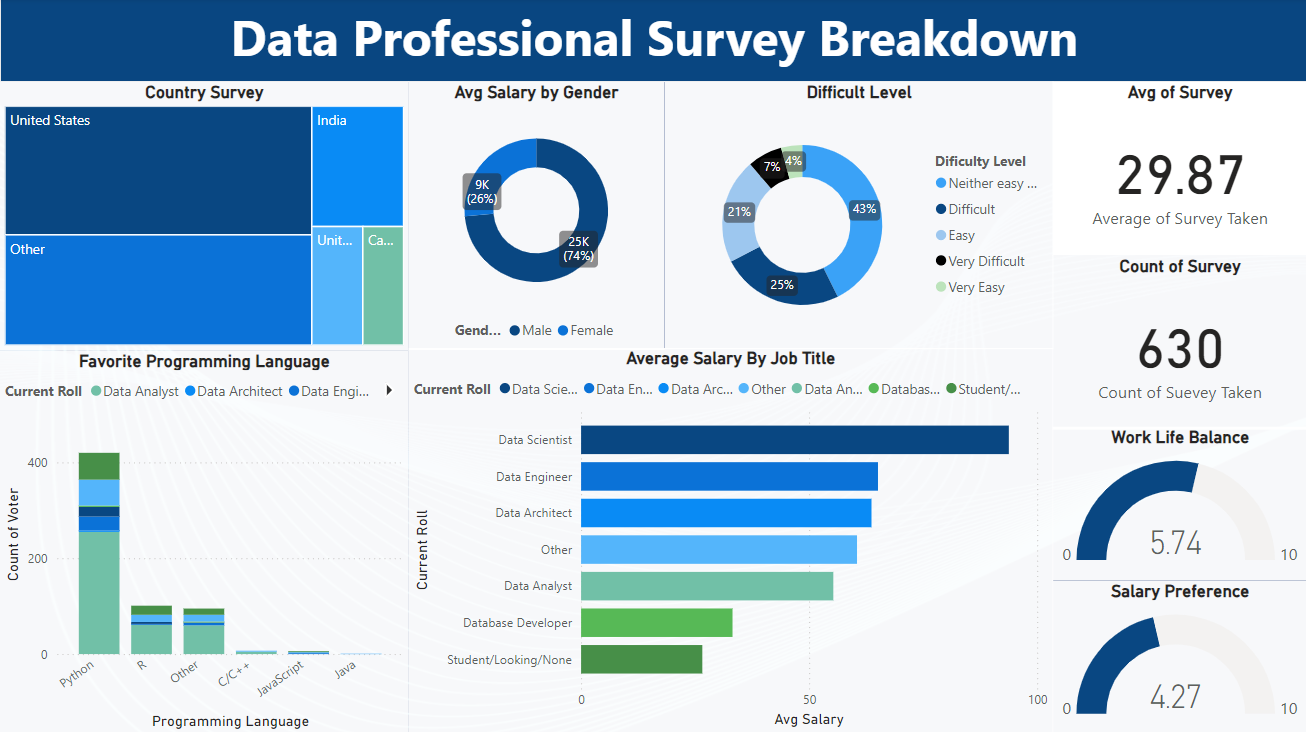 Data Professional Survey Breakdown
Country Survey
United States
India
Other
Unit...
Ca...
Avg Salary by Gender
9K
(26%)
25K
(74%)
Gend... Male Female
Difficult Level
7%
4%
21%
43%
25%
Dificulty Level
Neither easy ...
Difficult
Easy
Very Difficult
Very Easy
Avg of Survey
29.87
Average of Survey Taken
Count of Survey
630
Count of Suevey Taken
Favorite Programming Language
Current Roll Data Analyst Data Architect Data Engi...
Count of Voter
400
200
0
Python
R
Other
C/C++
JavaScript
Java
Programming Language
Average Salary By Job Title
Current Roll Data Scie... Data En... Data Arc... Other Data An... Databas... Student/...
Current Roll
Data Scientist
Data Engineer
Data Architect
Other
Data Analyst
Database Developer
Student/Looking/None
0 50 100
Avg Salary
Work Life Balance
5.74
0 10
Salary Preference
4.27
0 10